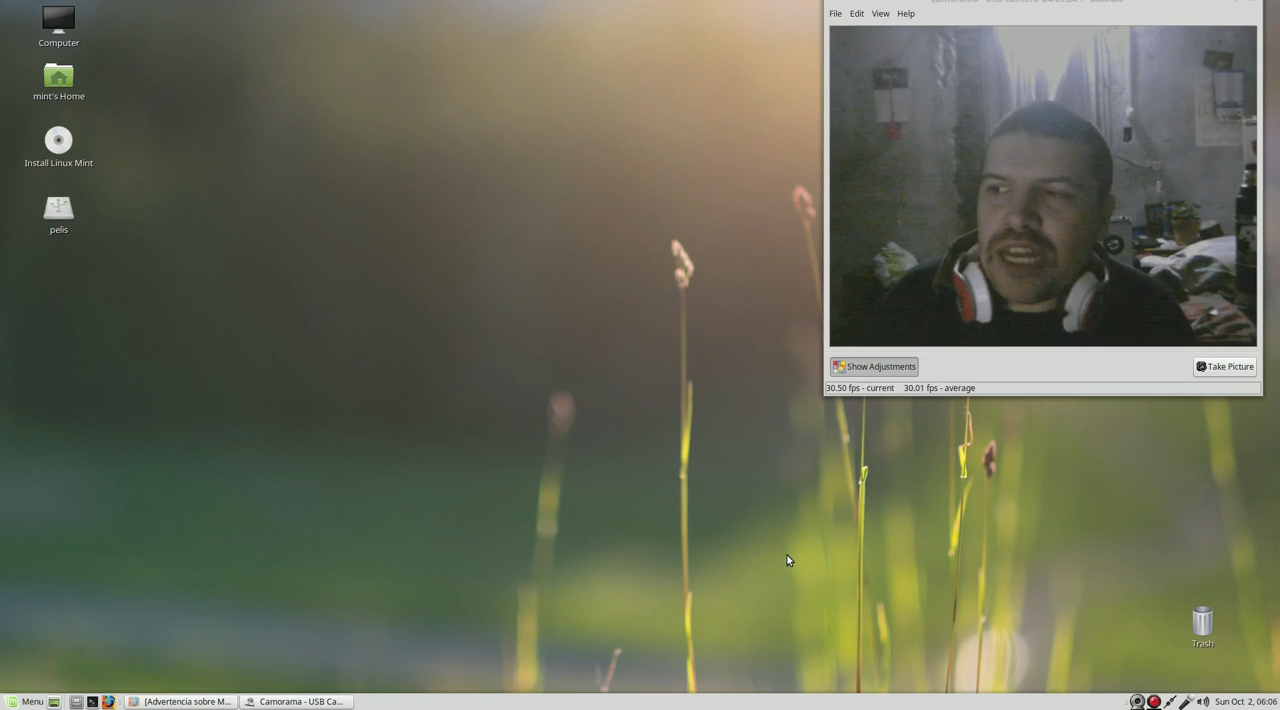 Computer
mint's Home
Install Linux Mint
pelis
File Edit View Help
Show Adjustments
Take Picture
30.50 fps - current 30.01 fps - average
Trash
Menu
[Advertencia sobre M...
Camorama - USB Ca...
Sun Oct 2, 06:06